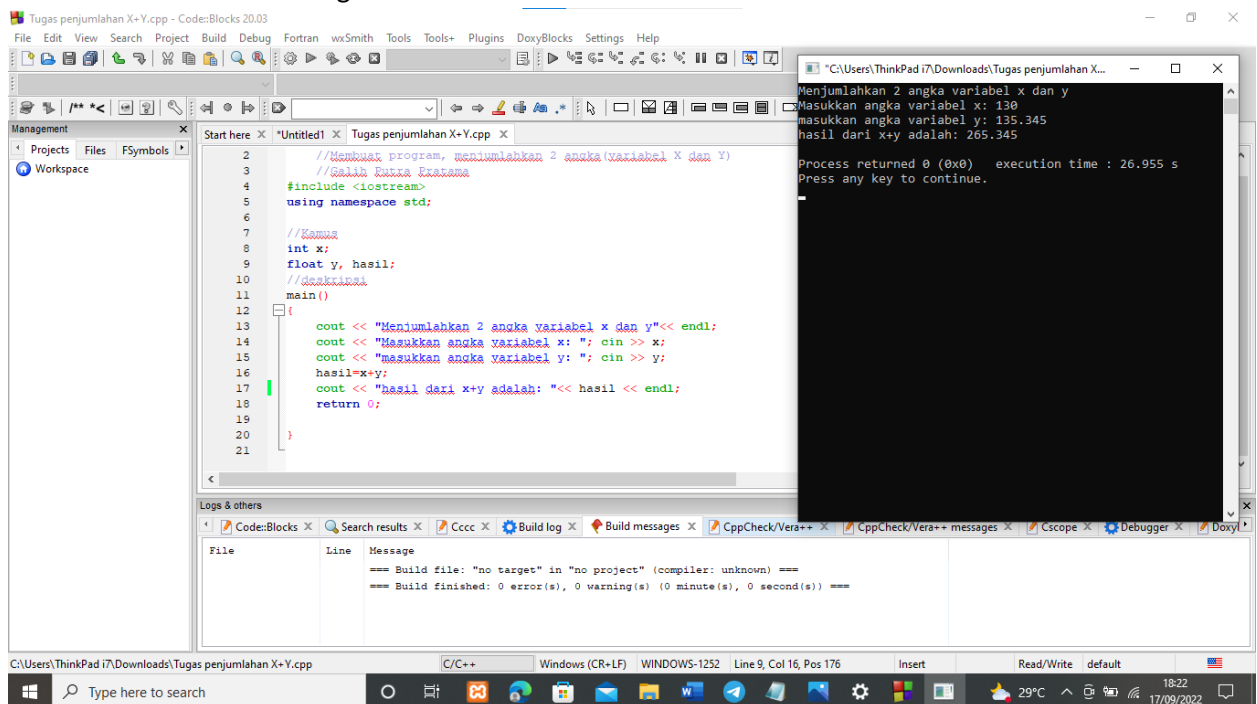 Tugas penjumlahan X+Y.cpp - Code::Blocks 20.03
File Edit View Search Project Build Debug Fortran wxSmith Tools Tools+ Plugins DoxyBlocks Settings Help
/** *<
.*
Management
Projects Files FSymbols
Workspace
Start here *Untitled1 Tugas penjumlahan X+Y.cpp
2 //Membuat program, menjumlahkan 2 angka(variabel X dan Y)
3 //Galih Putra Pratama
4 #include <iostream>
5 using namespace std;
6
7 //Kamus
8 int x;
9 float y, hasil;
10 //deskripsi
11 main()
12 {
13 cout << "Menjumlahkan 2 angka variabel x dan y"<< endl;
14 cout << "Masukkan angka variabel x: "; cin >> x;
15 cout << "masukkan angka variabel y: "; cin >> y;
16 hasil=x+y;
17 cout << "hasil dari x+y adalah: "<< hasil << endl;
18 return 0;
19
20 }
21
"C:\Users\ThinkPad i7\Downloads\Tugas penjumlahan X...
Menjumlahkan 2 angka variabel x dan y
Masukkan angka variabel x: 130
masukkan angka variabel y: 135.345
hasil dari x+y adalah: 265.345
Process returned 0 (0x0) execution time : 26.955 s
Press any key to continue.
Logs & others
Code::Blocks Search results Cccc Build log Build messages CppCheck/Vera++ CppCheck/Vera++ messages Cscope Debugger Doxyl
File Line Message
=== Build file: "no target" in "no project" (compiler: unknown) ===
=== Build finished: 0 error(s), 0 warning(s) (0 minute(s), 0 second(s)) ===
C:\Users\ThinkPad i7\Downloads\Tugas penjumlahan X+Y.cpp C/C++ Windows (CR+LF) WINDOWS-1252 Line 9, Col 16, Pos 176 Insert Read/Write default
Type here to search
29°C
18:22
17/09/2022